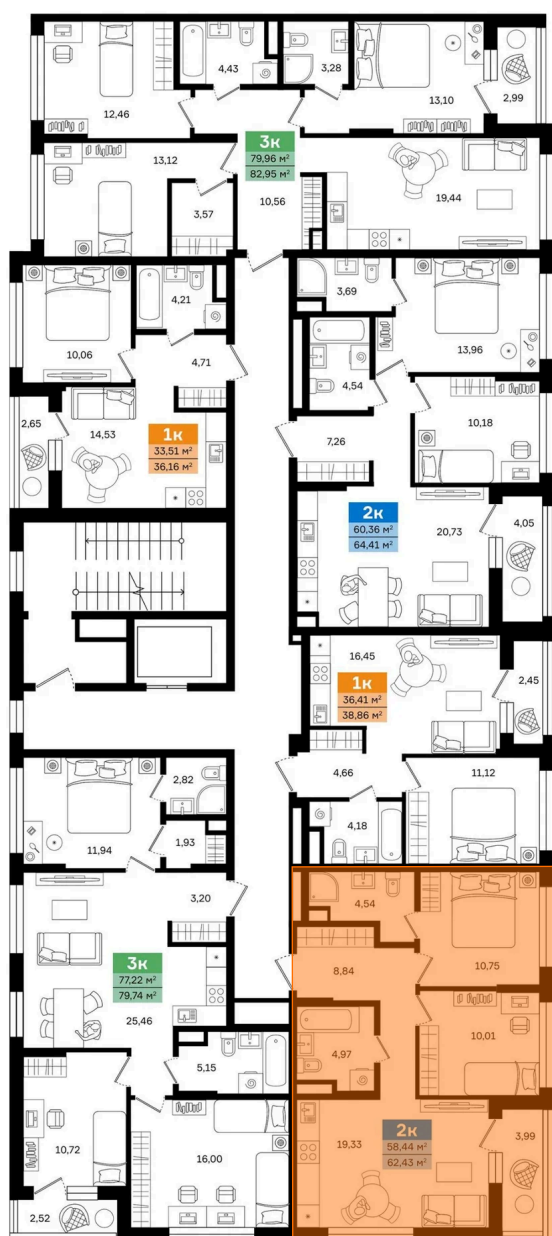 4,43
3,28
12,46
13,10
2,99
3к
79,96 м²
82,95 м²
13,12
3,57
10,56
19,44
4,21
3,69
10,06
4,71
13,96
4,54
2,65
14,53
1к
33,51 м²
36,16 м²
10,18
7,26
2к
60,36 м²
64,41 м²
20,73
4,05
16,45
1к
36,41 м²
38,86 м²
2,45
2,82
4,66
11,12
11,94
1,93
4,18
3,20
4,54
10,75
8,84
3к
77,22 м²
79,74 м²
25,46
10,01
4,97
5,15
19,33
2к
58,44 м²
62,43 м²
3,99
10,72
16,00
2,52